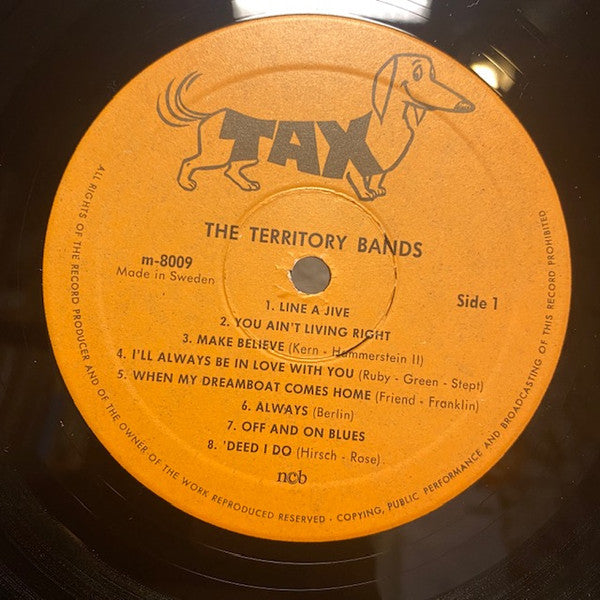 TAX
THE TERRITORY BANDS
m-8009
Made in Sweden
Side 1
1. LINE A JIVE
2. YOU AIN'T LIVING RIGHT
3. MAKE BELIEVE (Kern - Hammerstein II)
4. I'LL ALWAYS BE IN LOVE WITH YOU (Ruby - Green - Stept)
5. WHEN MY DREAMBOAT COMES HOME (Friend - Franklin)
6. ALWAYS (Berlin)
7. OFF AND ON BLUES
8. 'DEED I DO (Hirsch - Rose)
ncb
ALL RIGHTS OF THE RECORD PRODUCER AND OF THE OWNER OF THE WORK REPRODUCED RESERVED - COPYING, PUBLIC PERFORMANCE AND BROADCASTING OF THIS RECORD PROHIBITED